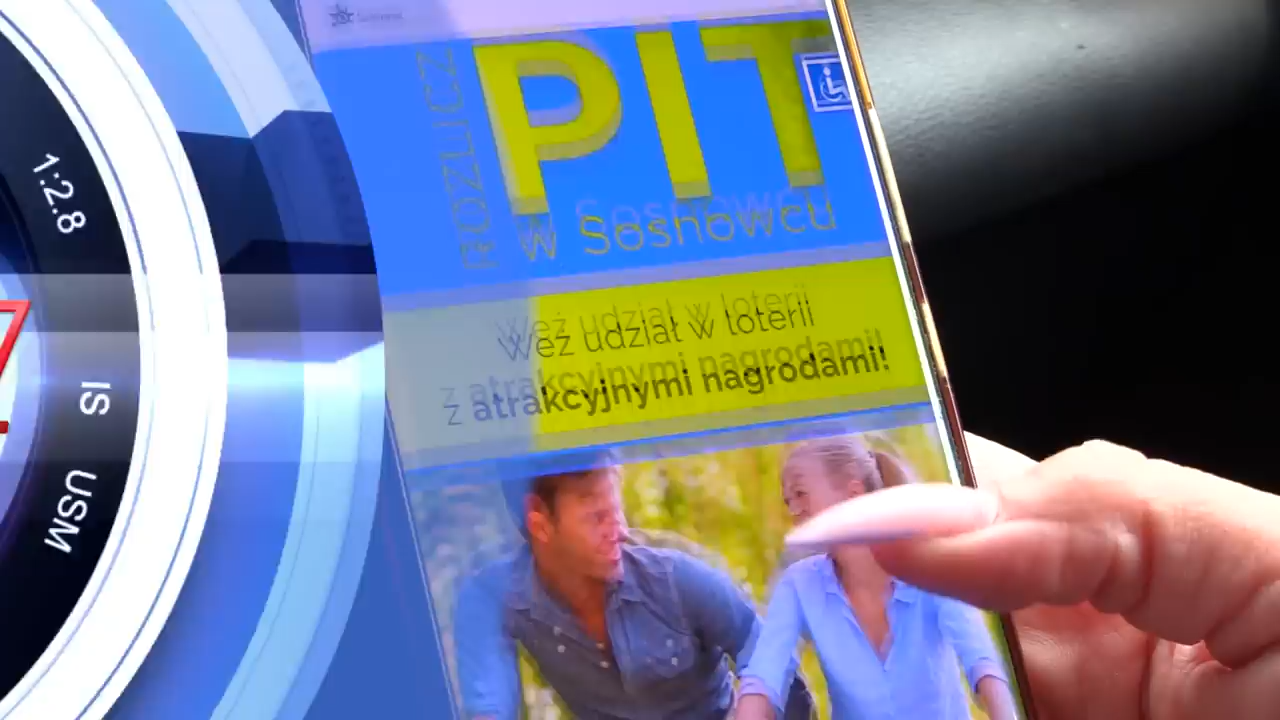 1:2.8
IS
USM
ROZLICZ
PIT
w Sosnowcu
Weź udział w loterii
z atrakcyjnymi nagrodami!